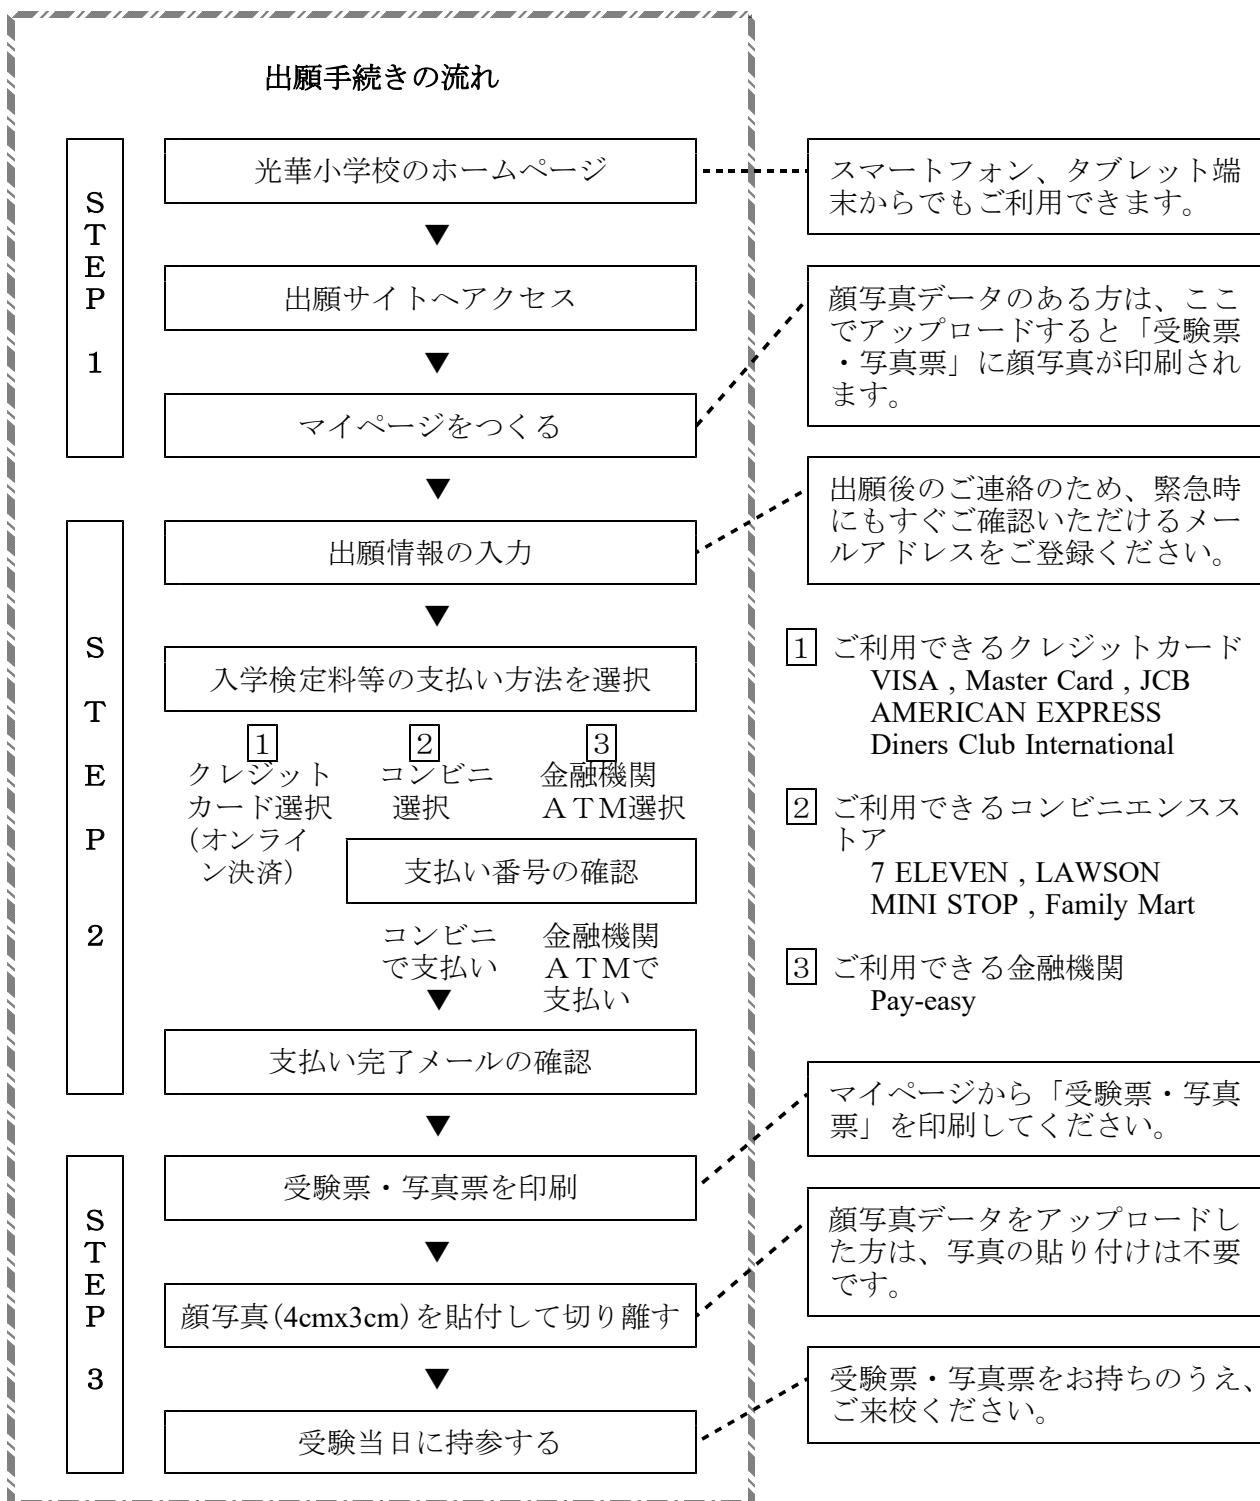 出願手続きの流れ
STEP 1
光華小学校のホームページ
▼
出願サイトへアクセス
▼
マイページをつくる
▼
スマートフォン、タブレット端
末からでもご利用できます。
顔写真データのある方は、ここ
でアップロードすると「受験票
・写真票」に顔写真が印刷され
ます。
STEP 2
出願情報の入力
▼
入学検定料等の支払い方法を選択
1
クレジット
カード選択
(オンライ
ン決済)
2
コンビニ
選択
3
金融機関
ATM選択
支払い番号の確認
コンビニ
で支払い
金融機関
ATMで
支払い
▼
支払い完了メールの確認
▼
出願後のご連絡のため、緊急時
にもすぐご確認いただけるメー
ルアドレスをご登録ください。
1 ご利用できるクレジットカード
VISA , Master Card , JCB
AMERICAN EXPRESS
Diners Club International
2 ご利用できるコンビニエンスス
トア
7 ELEVEN , LAWSON
MINI STOP , Family Mart
3 ご利用できる金融機関
Pay-easy
STEP 3
受験票・写真票を印刷
▼
顔写真(4cmx3cm)を貼付して切り離す
▼
受験当日に持参する
マイページから「受験票・写真
票」を印刷してください。
顔写真データをアップロードし
た方は、写真の貼り付けは不要
です。
受験票・写真票をお持ちのうえ、
ご来校ください。